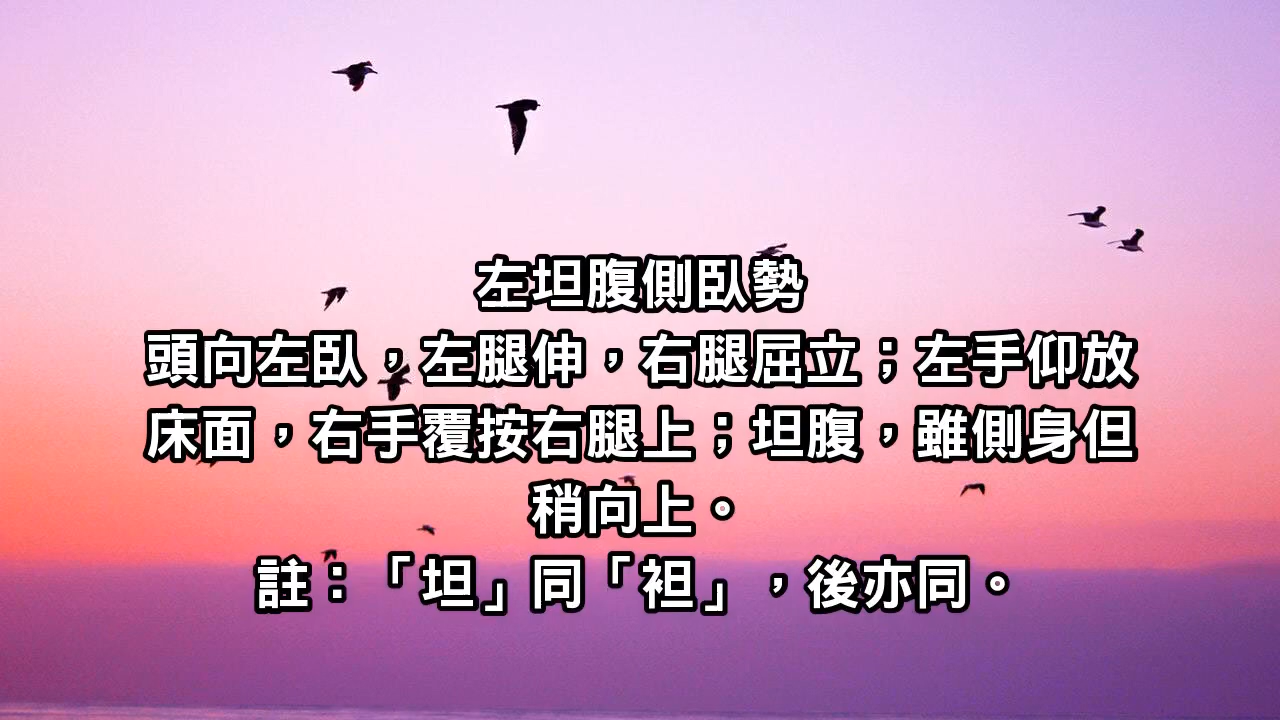 左坦腹側臥勢
頭向左臥，左腿伸，右腿屈立；左手仰放
床面，右手覆按右腿上；坦腹，雖側身但
稍向上。
註：「坦」同「袒」，後亦同。